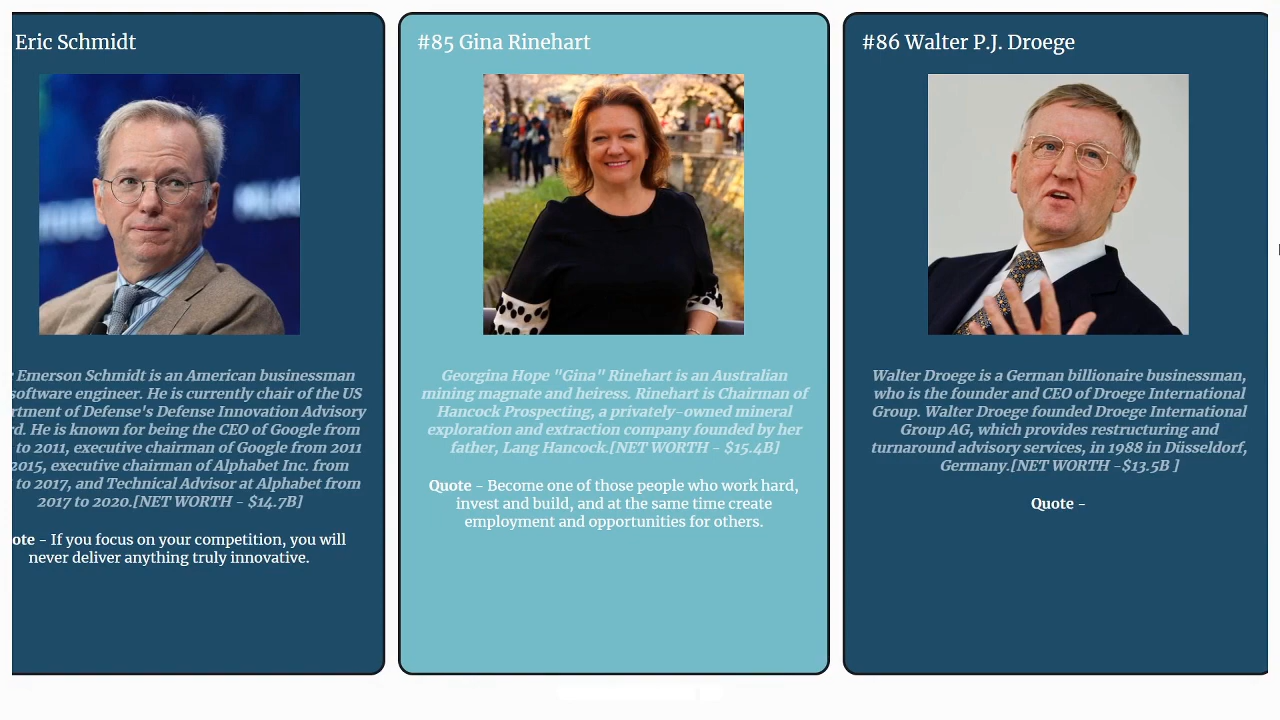 Eric Schmidt
Emerson Schmidt is an American businessman
software engineer. He is currently chair of the US
of Defense's Defense Innovation Advisory
He is known for being the CEO of Google from
to 2011, executive chairman of Google from 2011
2015, executive chairman of Alphabet Inc. from
to 2017, and Technical Advisor at Alphabet from
2017 to 2020.[NET WORTH - $14.7B]
- If you focus on your competition, you will
never deliver anything truly innovative.
#85 Gina Rinehart
Georgina Hope "Gina" Rinehart is an Australian
mining magnate and heiress. Rinehart is Chairman of
Hancock Prospecting, a privately-owned mineral
exploration and extraction company founded by her
father, Lang Hancock.[NET WORTH - $15.4B]
Quote - Become one of those people who work hard,
invest and build, and at the same time create
employment and opportunities for others.
#86 Walter P.J. Droege
Walter Droege is a German billionaire businessman,
who is the founder and CEO of Droege International
Group. Walter Droege founded Droege International
Group AG, which provides restructuring and
turnaround advisory services, in 1988 in Düsseldorf,
Germany.[NET WORTH -$13.5B ]
Quote -